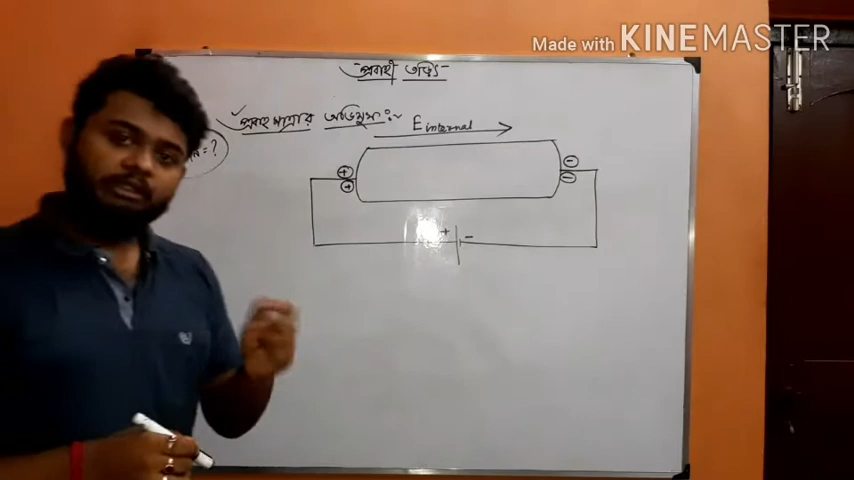 Made with KINEMASTER
-প্রবাহী তড়িৎ-
✓প্রবাহ মাত্রার অভিমুখ :~
= ?
E internal
+ -
+ -
+ -